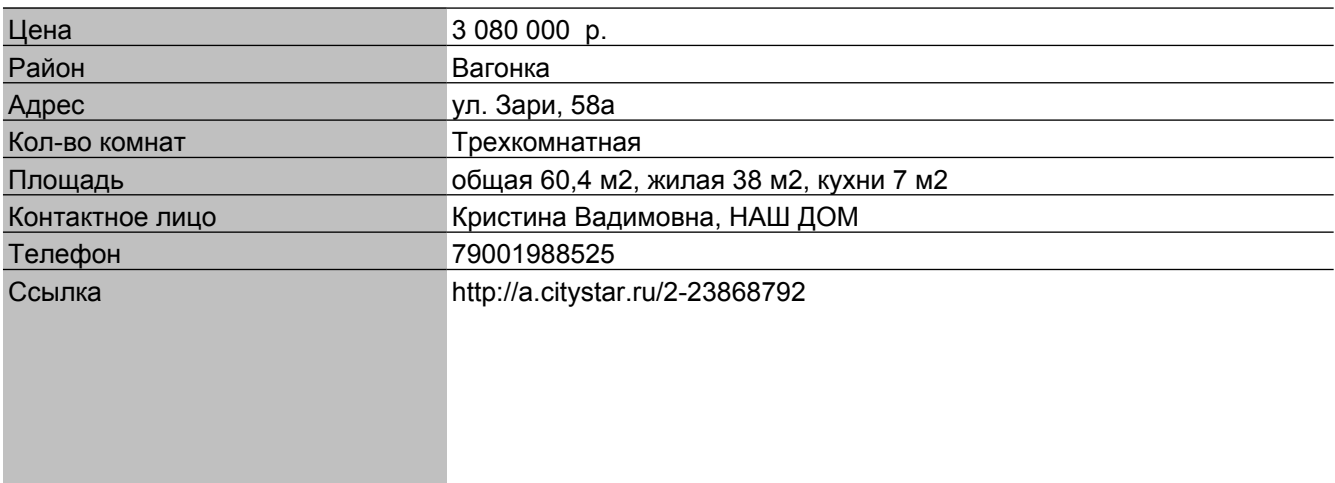 Цена 3 080 000 р.
Район Вагонка
Адрес ул. Зари, 58а
Кол-во комнат Трехкомнатная
Площадь общая 60,4 м2, жилая 38 м2, кухни 7 м2
Контактное лицо Кристина Вадимовна, НАШ ДОМ
Телефон 79001988525
Ссылка http://a.citystar.ru/2-23868792